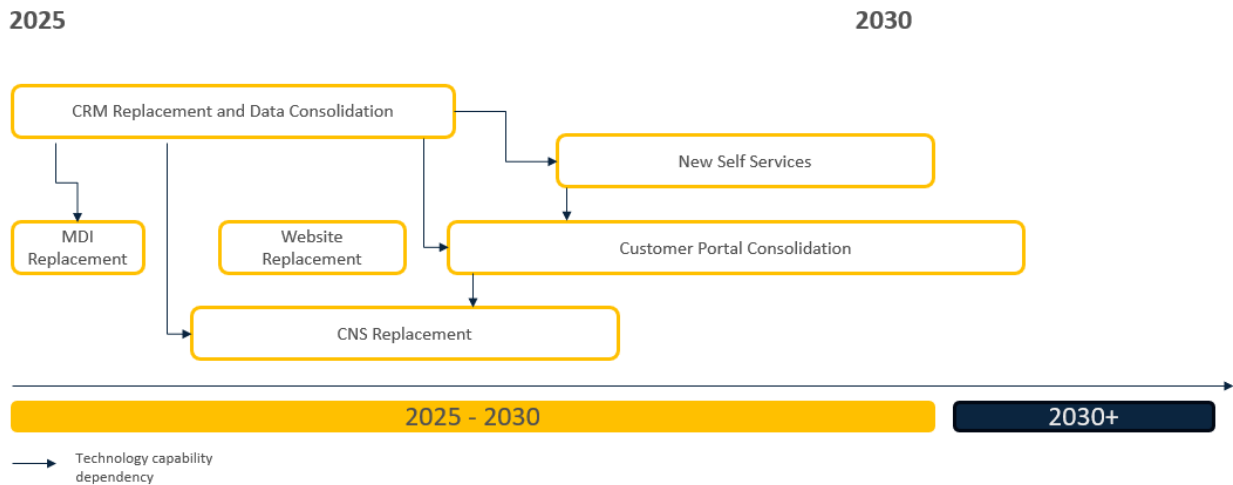 2025
2030
CRM Replacement and Data Consolidation
New Self Services
MDI
Replacement
Website
Replacement
Customer Portal Consolidation
CNS Replacement
2025 - 2030
2030+
Technology capability
dependency